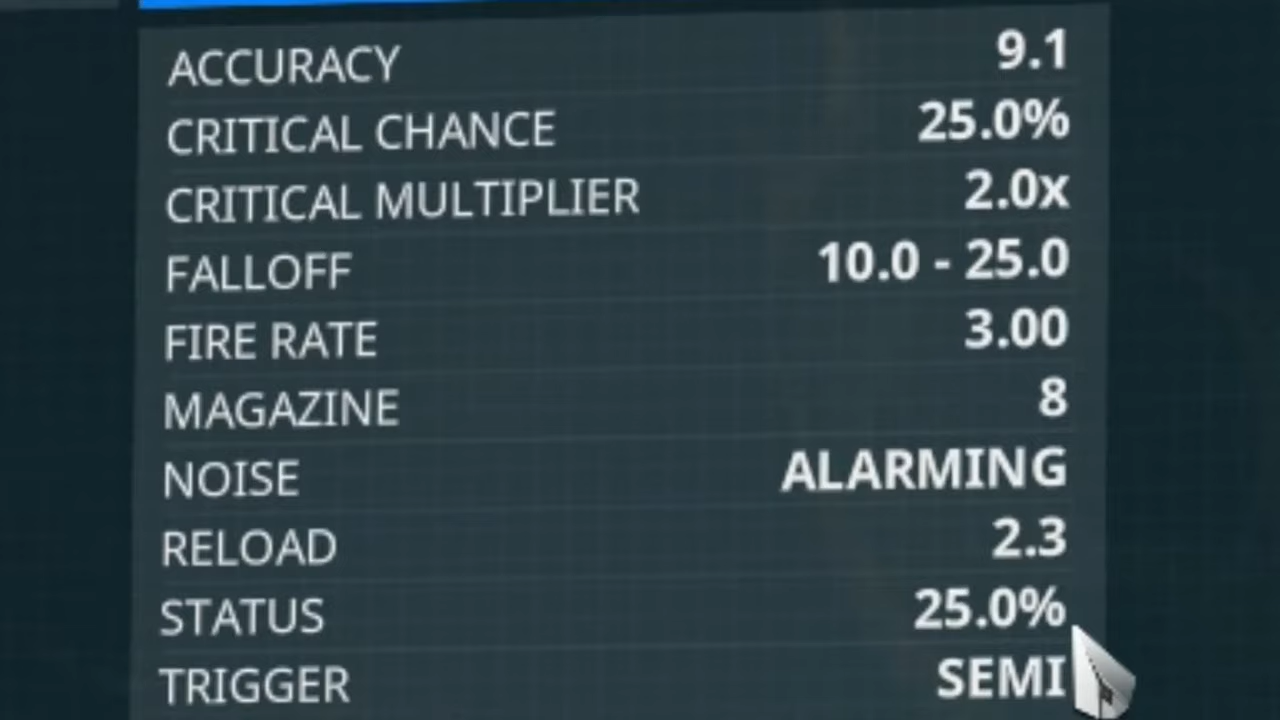 ACCURACY 9.1
CRITICAL CHANCE 25.0%
CRITICAL MULTIPLIER 2.0x
FALLOFF 10.0 - 25.0
FIRE RATE 3.00
MAGAZINE 8
NOISE ALARMING
RELOAD 2.3
STATUS 25.0%
TRIGGER SEMI